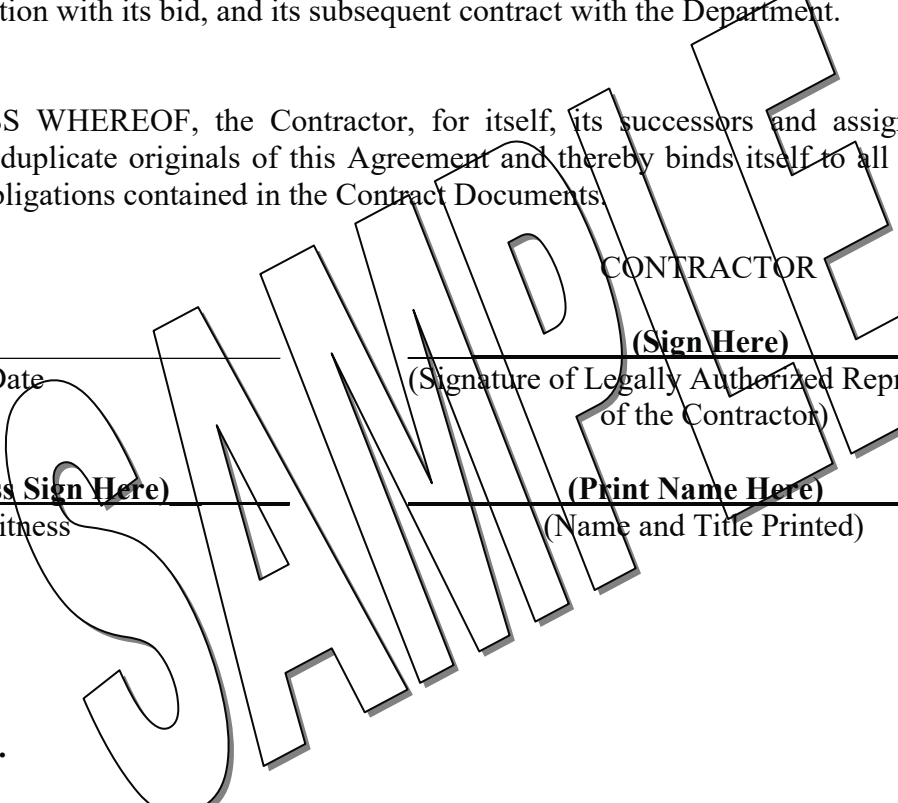 tion with its bid, and its subsequent contract with the Department.
SS WHEREOF, the Contractor, for itself, its successors and assig
duplicate originals of this Agreement and thereby binds itself to all
bligations contained in the Contract Documents.
CONTRACTOR
(Sign Here)
Date (Signature of Legally Authorized Repr
of the Contractor)
ss Sign Here) (Print Name Here)
itness (Name and Title Printed)
.
SAMPLE